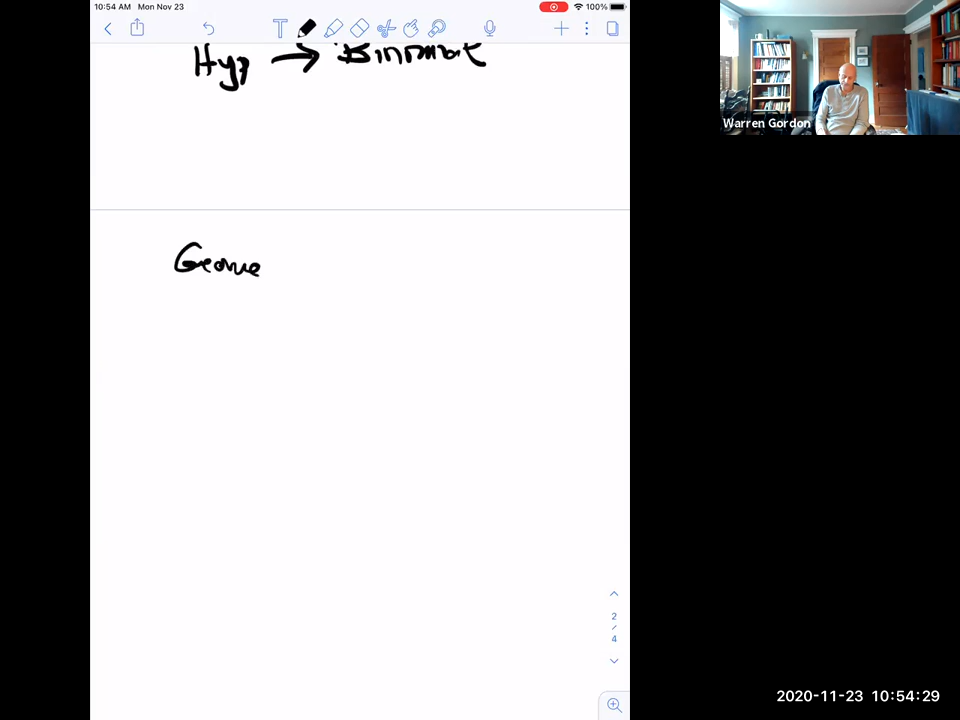 10:54 AM Mon Nov 23
100%
T
Hyp → Binomial
Geome
Warren Gordon
2
4
2020-11-23 10:54:29